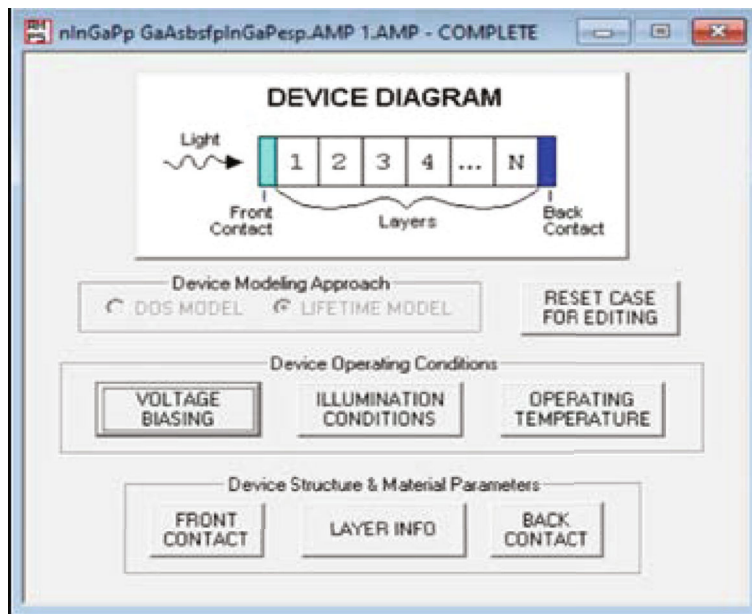 nInGaPp GaAsbsfpInGaPesp.AMP 1.AMP - COMPLETE
DEVICE DIAGRAM
Light
1 2 3 4 ... N
Front
Contact
Layers
Back
Contact
Device Modeling Approach
DOS MODEL LIFETIME MODEL
RESET CASE
FOR EDITING
Device Operating Conditions
VOLTAGE
BIASING
ILLUMINATION
CONDITIONS
OPERATING
TEMPERATURE
Device Structure & Material Parameters
FRONT
CONTACT
LAYER INFO
BACK
CONTACT